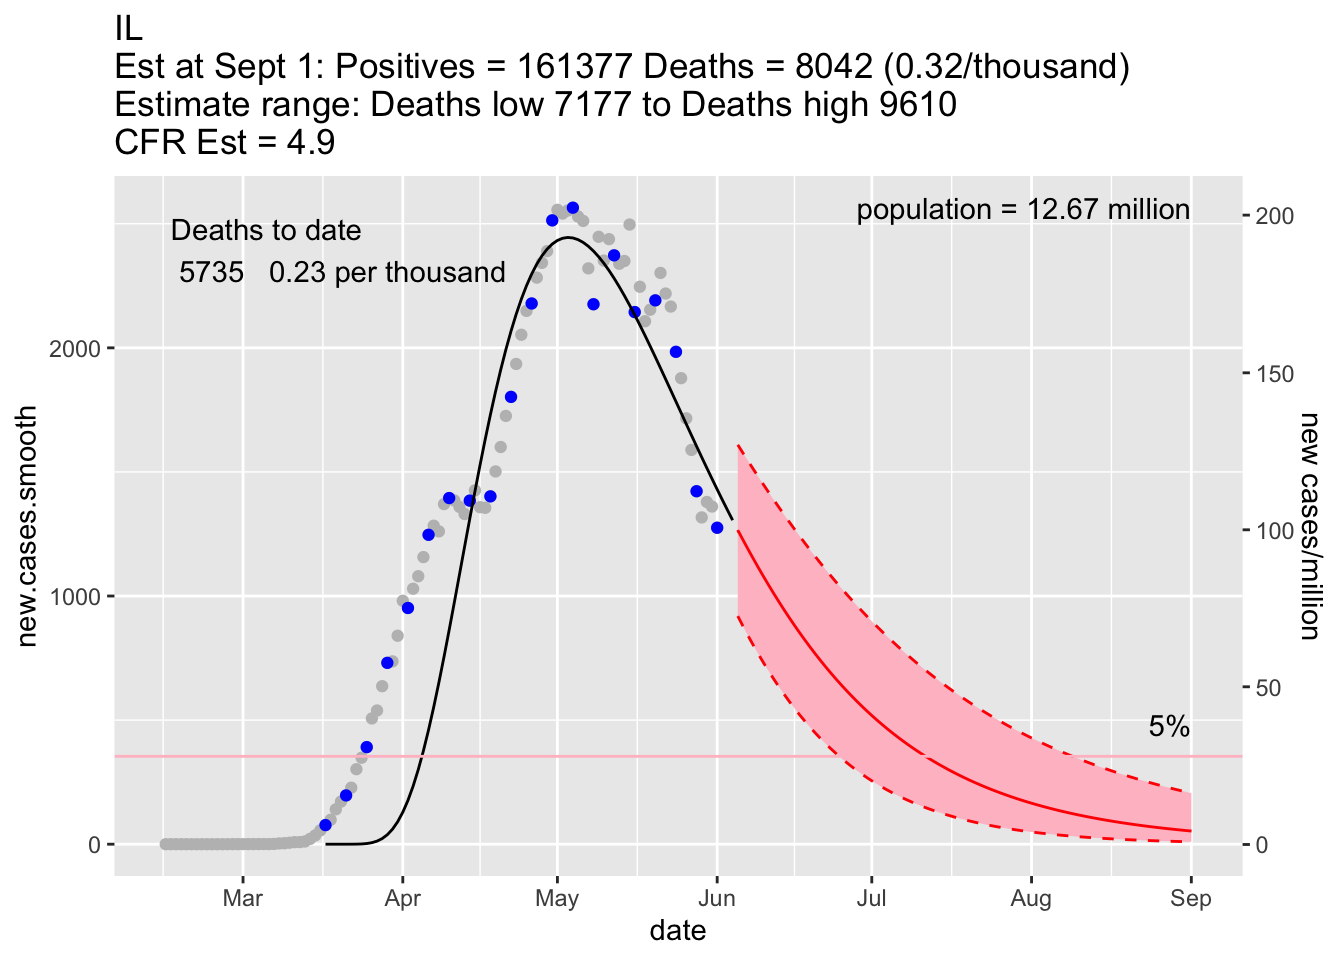 IL
Est at Sept 1: Positives = 161377 Deaths = 8042 (0.32/thousand)
Estimate range: Deaths low 7177 to Deaths high 9610
CFR Est = 4.9
population = 12.67 million
Deaths to date
5735 0.23 per thousand
5%
new.cases.smooth
2000
1000
0
new cases/million
200
150
100
50
0
Mar Apr May Jun Jul Aug Sep
date